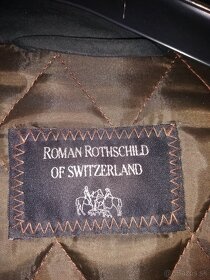 ROMAN ROTHSCHILD
OF SWITZERLAND